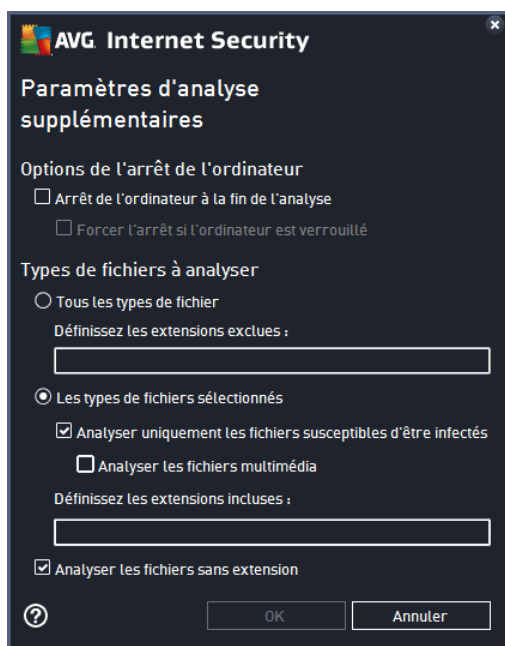 AVG. Internet Security
Paramètres d'analyse
supplémentaires
Options de l'arrêt de l'ordinateur
Arrêt de l'ordinateur à la fin de l'analyse
Forcer l'arrêt si l'ordinateur est verrouillé
Types de fichiers à analyser
Tous les types de fichier
Définissez les extensions exclues :
Les types de fichiers sélectionnés
Analyser uniquement les fichiers susceptibles d'être infectés
Analyser les fichiers multimédia
Définissez les extensions incluses :
Analyser les fichiers sans extension
? OK Annuler